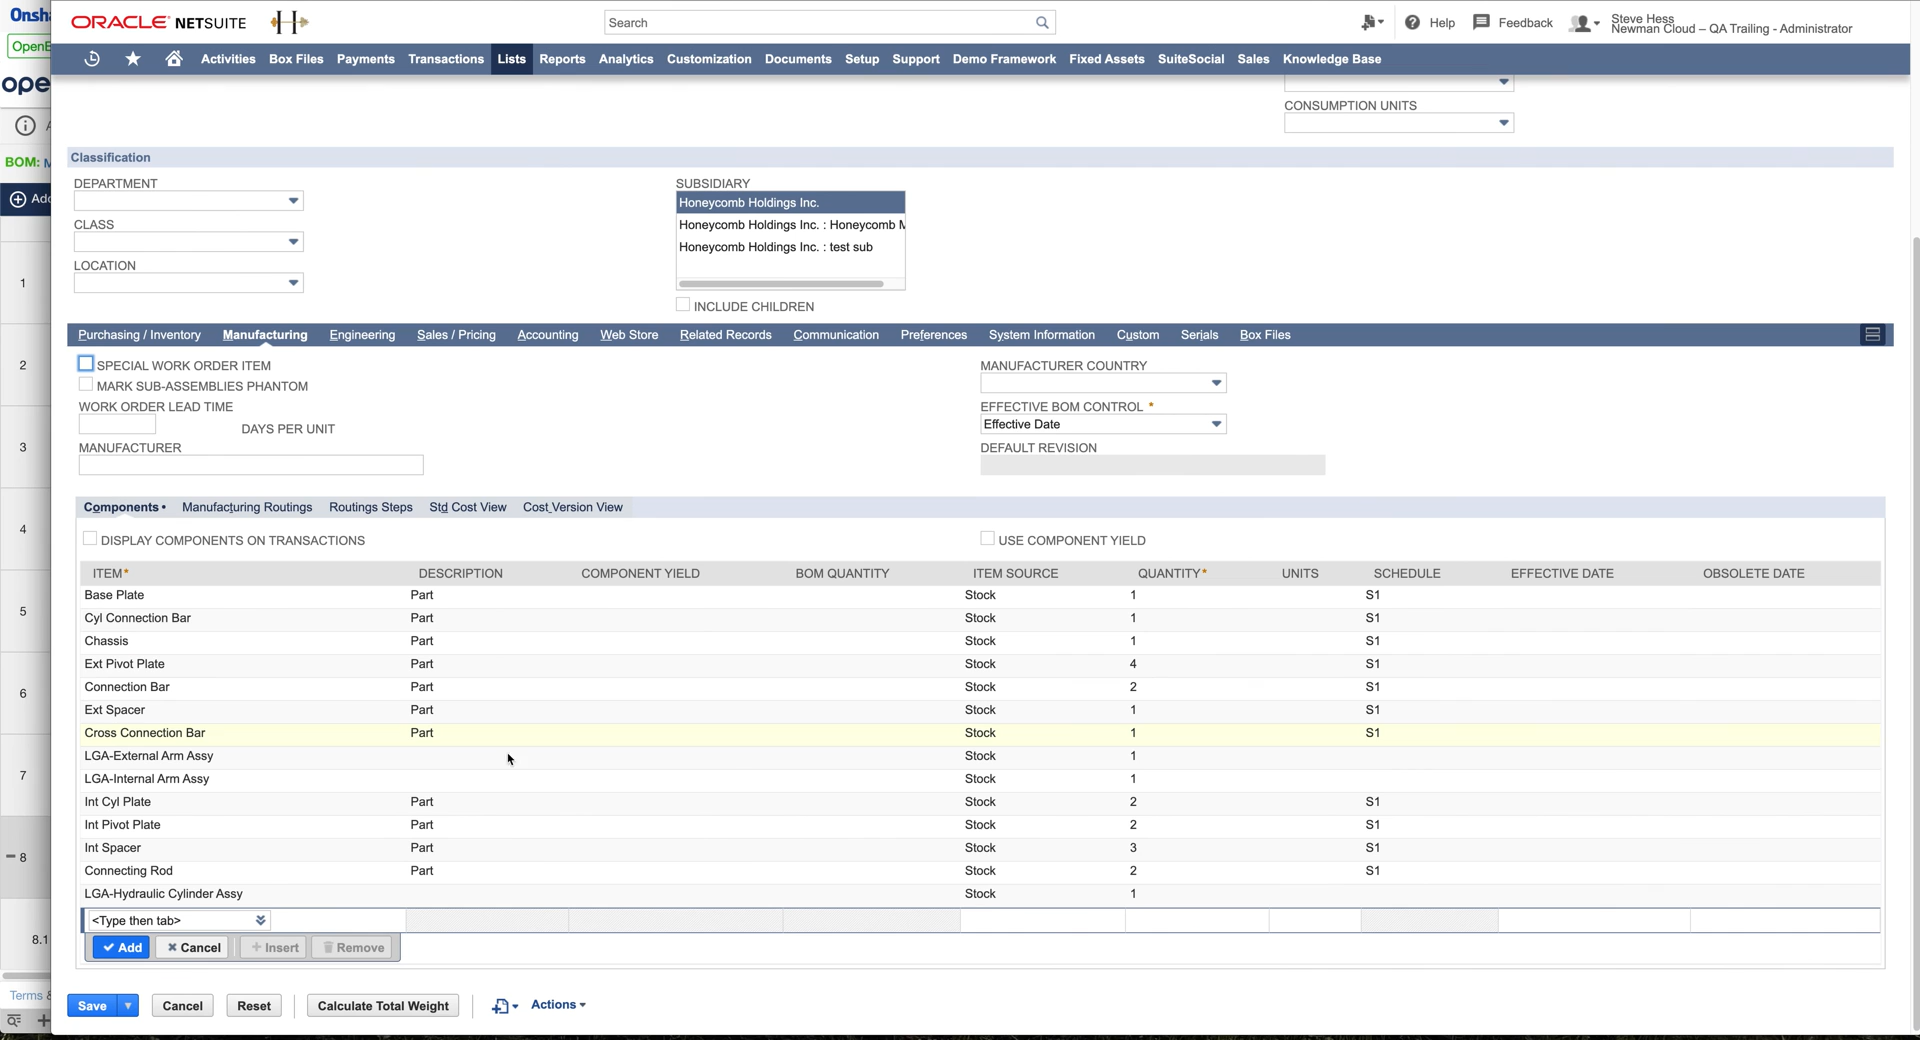 Onsha
ORACLE NETSUITE
H
Search
Help
Feedback
Steve Hess
Newman Cloud – QA Trailing - Administrator
OpenB
ope
Activities Box Files Payments Transactions Lists Reports Analytics Customization Documents Setup Support Demo Framework Fixed Assets SuiteSocial Sales Knowledge Base
CONSUMPTION UNITS
BOM: M
Add
Classification
DEPARTMENT
CLASS
LOCATION
SUBSIDIARY
Honeycomb Holdings Inc.
Honeycomb Holdings Inc. : Honeycomb M
Honeycomb Holdings Inc. : test sub
INCLUDE CHILDREN
Purchasing / Inventory Manufacturing Engineering Sales / Pricing Accounting Web Store Related Records Communication Preferences System Information Custom Serials Box Files
SPECIAL WORK ORDER ITEM
MARK SUB-ASSEMBLIES PHANTOM
WORK ORDER LEAD TIME
DAYS PER UNIT
MANUFACTURER
MANUFACTURER COUNTRY
EFFECTIVE BOM CONTROL *
Effective Date
DEFAULT REVISION
Components • Manufacturing Routings Routings Steps Std Cost View Cost Version View
DISPLAY COMPONENTS ON TRANSACTIONS
USE COMPONENT YIELD
ITEM* DESCRIPTION COMPONENT YIELD BOM QUANTITY ITEM SOURCE QUANTITY* UNITS SCHEDULE EFFECTIVE DATE OBSOLETE DATE
Base Plate Part Stock 1 S1
Cyl Connection Bar Part Stock 1 S1
Chassis Part Stock 1 S1
Ext Pivot Plate Part Stock 4 S1
Connection Bar Part Stock 2 S1
Ext Spacer Part Stock 1 S1
Cross Connection Bar Part Stock 1 S1
LGA-External Arm Assy Stock 1
LGA-Internal Arm Assy Stock 1
Int Cyl Plate Part Stock 2 S1
Int Pivot Plate Part Stock 2 S1
Int Spacer Part Stock 3 S1
Connecting Rod Part Stock 2 S1
LGA-Hydraulic Cylinder Assy Stock 1
<Type then tab>
Add Cancel Insert Remove
Save Cancel Reset Calculate Total Weight Actions
1
2
3
4
5
6
7
8
8.1
Terms &